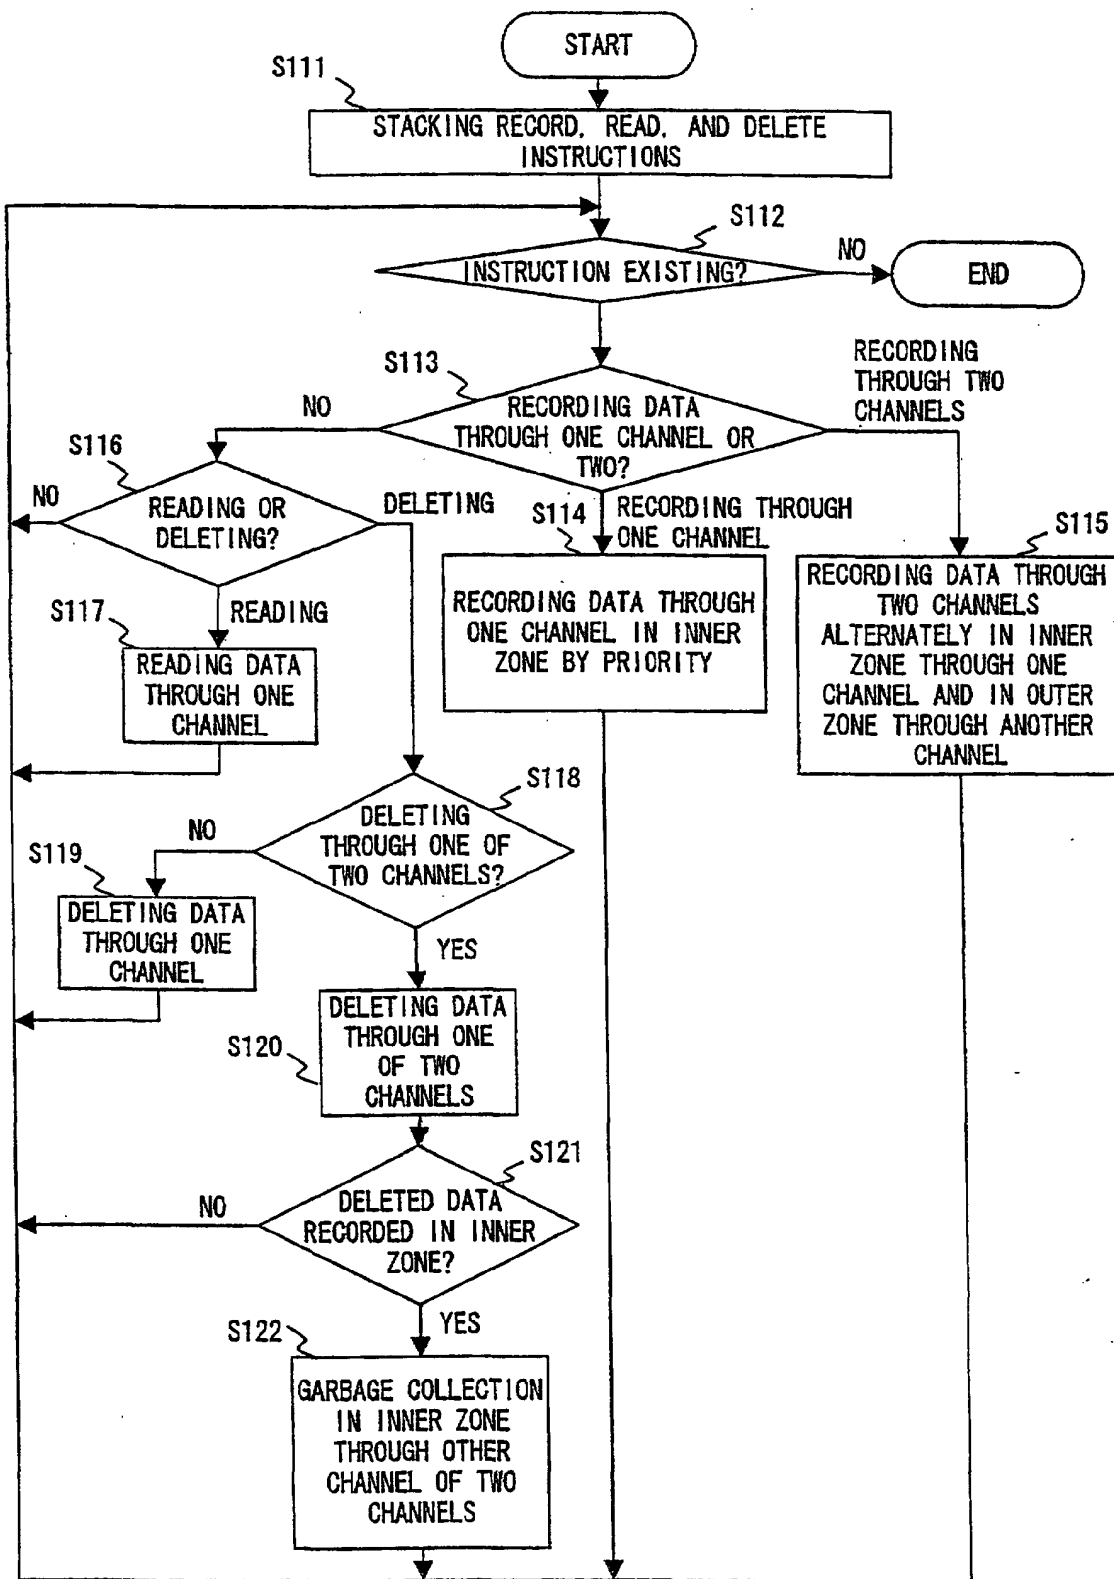 START
S111
STACKING RECORD, READ, AND DELETE
INSTRUCTIONS
S112
INSTRUCTION EXISTING?
NO
END
S113
RECORDING DATA
THROUGH ONE CHANNEL OR
TWO?
NO
RECORDING
THROUGH TWO
CHANNELS
S116
READING OR
DELETING?
NO
DELETING
S114
RECORDING THROUGH
ONE CHANNEL
S115
RECORDING DATA THROUGH
ONE CHANNEL IN INNER
ZONE BY PRIORITY
RECORDING DATA THROUGH
TWO CHANNELS
ALTERNATELY IN INNER
ZONE THROUGH ONE
CHANNEL AND IN OUTER
ZONE THROUGH ANOTHER
CHANNEL
S117
READING
READING DATA
THROUGH ONE
CHANNEL
S118
DELETING
THROUGH ONE OF
TWO CHANNELS?
NO
S119
DELETING DATA
THROUGH ONE
CHANNEL
YES
S120
DELETING DATA
THROUGH ONE
OF TWO
CHANNELS
S121
DELETED DATA
RECORDED IN INNER
ZONE?
NO
YES
S122
GARBAGE COLLECTION
IN INNER ZONE
THROUGH OTHER
CHANNEL OF TWO
CHANNELS